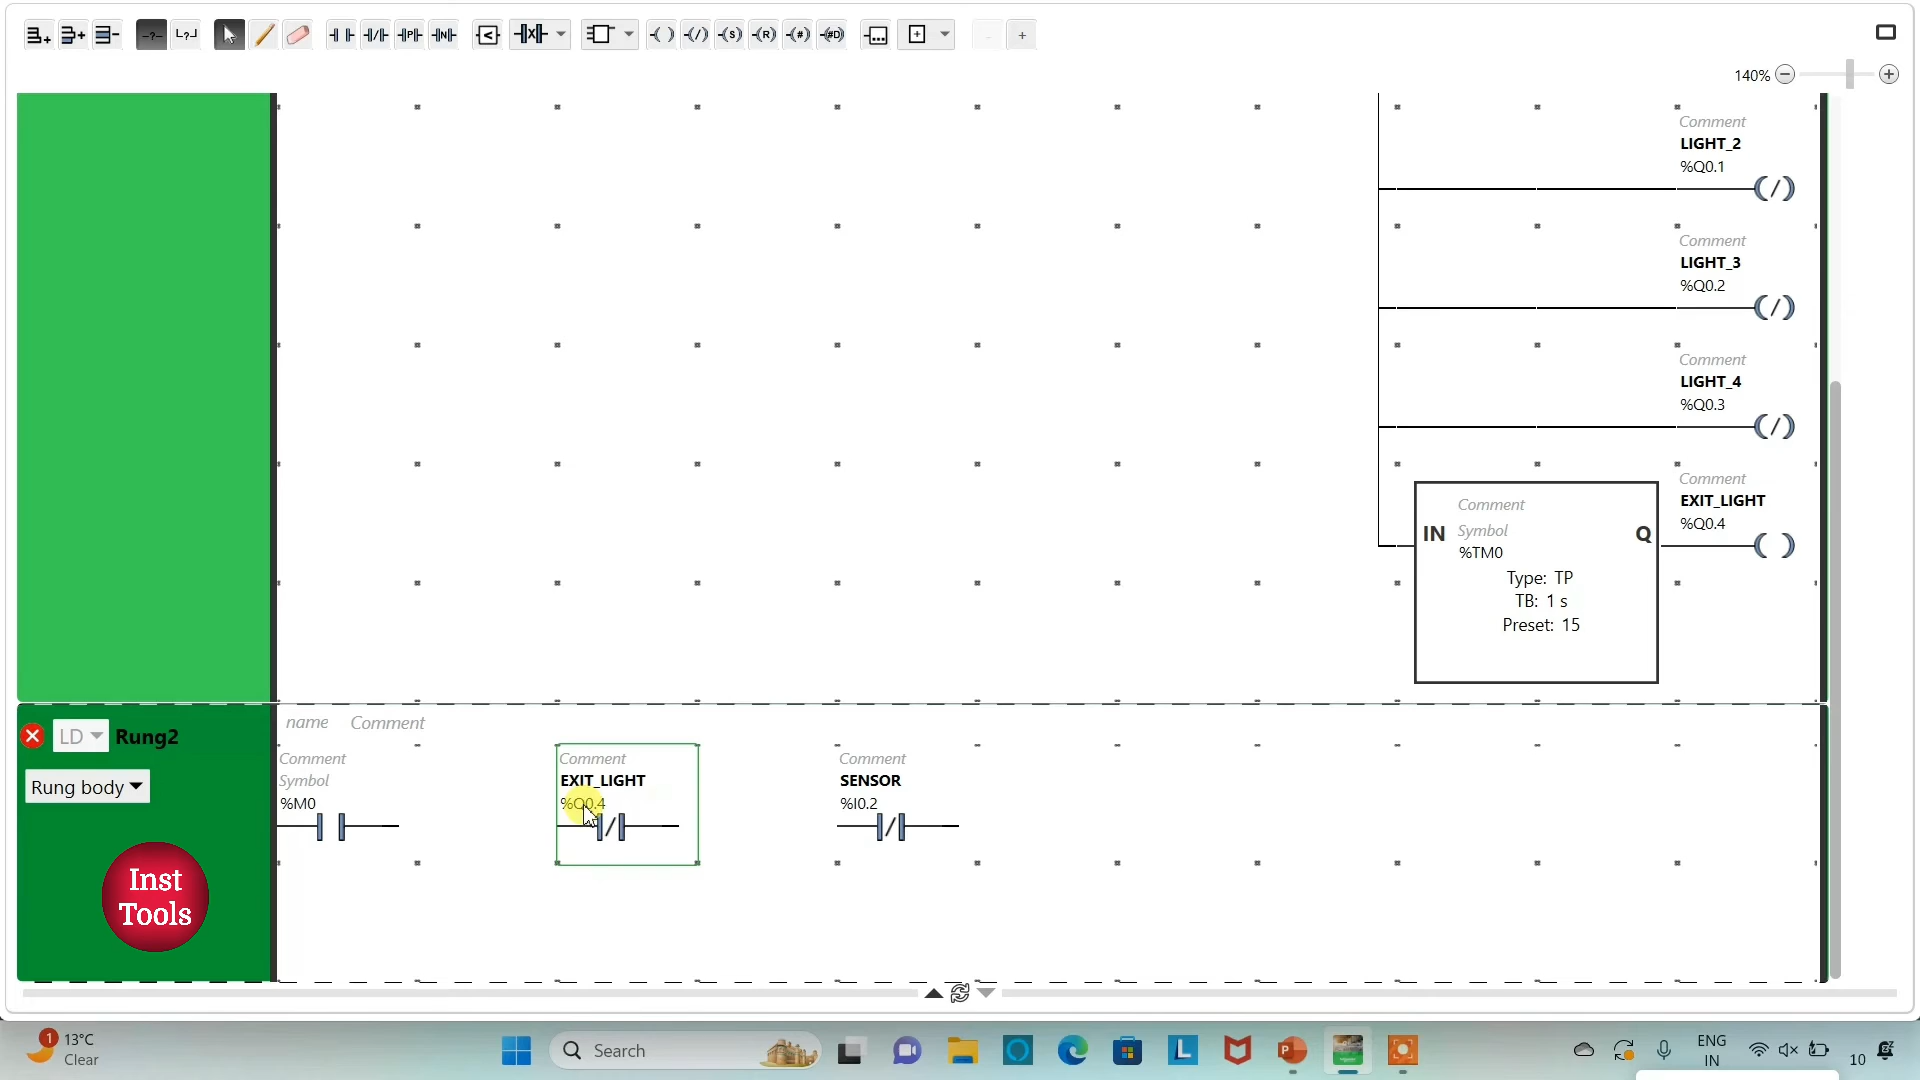 140%
Comment
LIGHT_2
%Q0.1
Comment
LIGHT_3
%Q0.2
Comment
LIGHT_4
%Q0.3
Comment
EXIT_LIGHT
%Q0.4
Comment
IN Symbol Q
%TM0
Type: TP
TB: 1 s
Preset: 15
LD Rung2
name Comment
Rung body
Comment
Symbol
%M0
Comment
EXIT_LIGHT
%Q0.4
Comment
SENSOR
%I0.2
Inst
Tools
1
13°C
Clear
Search
ENG
IN
10